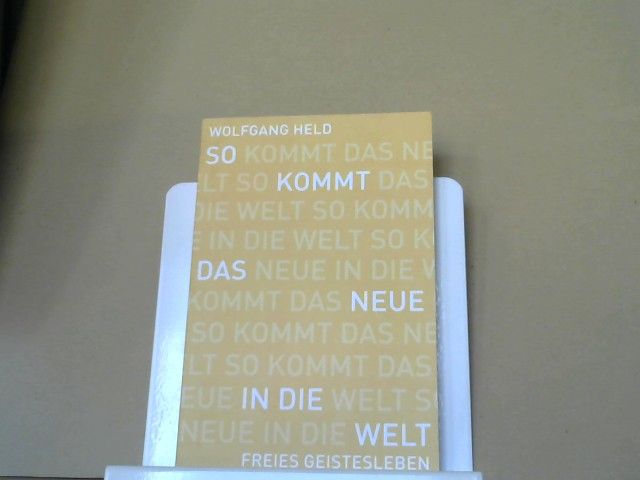 WOLFGANG HELD
SO KOMMT DAS NE
LT SO KOMMT DAS
DIE WELT SO KOMM
E IN DIE WELT SO K
DAS NEUE IN DIE W
KOMMT DAS NEUE
SO KOMMT DAS NE
LT SO KOMMT DAS
EUE IN DIE WELT S
NEUE IN DIE WELT
FREIES GEISTESLEBEN